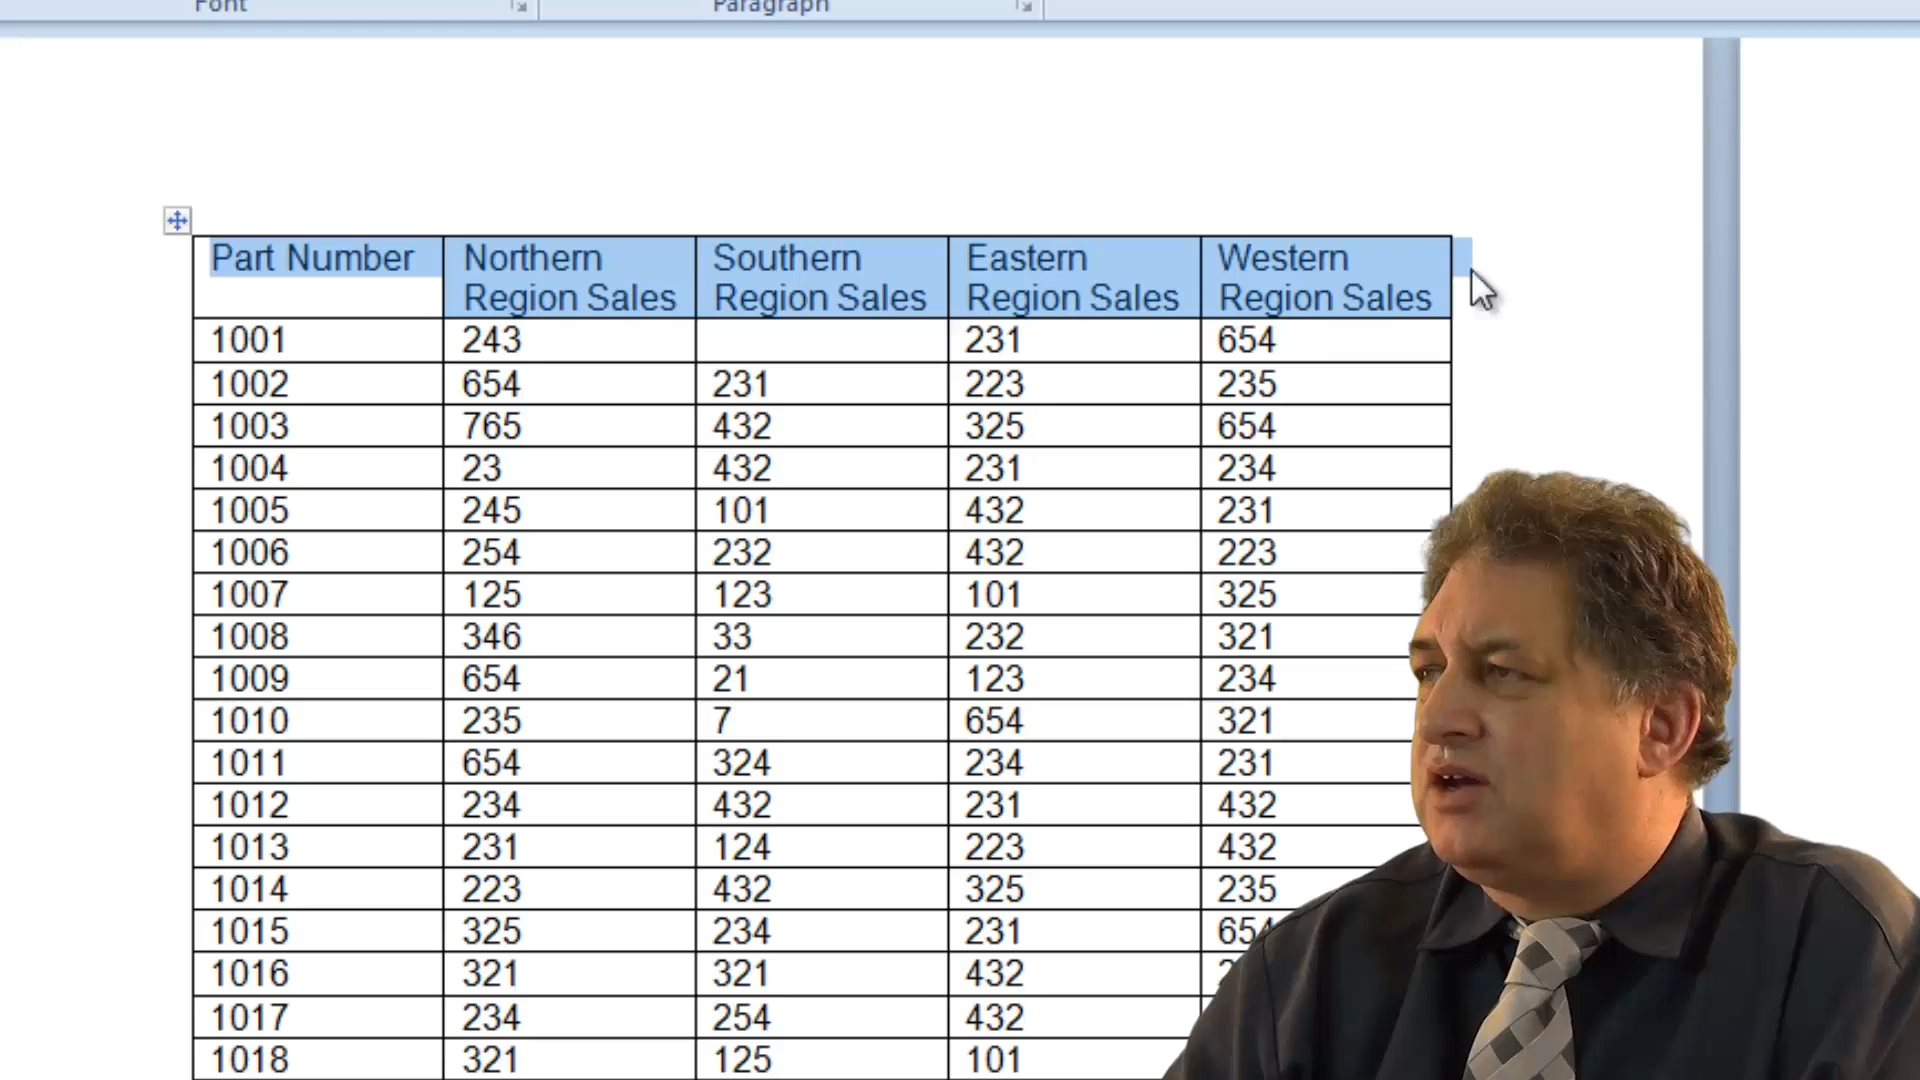 Font Paragraph
Part Number Northern Region Sales Southern Region Sales Eastern Region Sales Western Region Sales
1001 243 231 654
1002 654 231 223 235
1003 765 432 325 654
1004 23 432 231 234
1005 245 101 432 231
1006 254 232 432 223
1007 125 123 101 325
1008 346 33 232 321
1009 654 21 123 234
1010 235 7 654 321
1011 654 324 234 231
1012 234 432 231 432
1013 231 124 223 432
1014 223 432 325 235
1015 325 234 231 654
1016 321 321 432
1017 234 254 432
1018 321 125 101